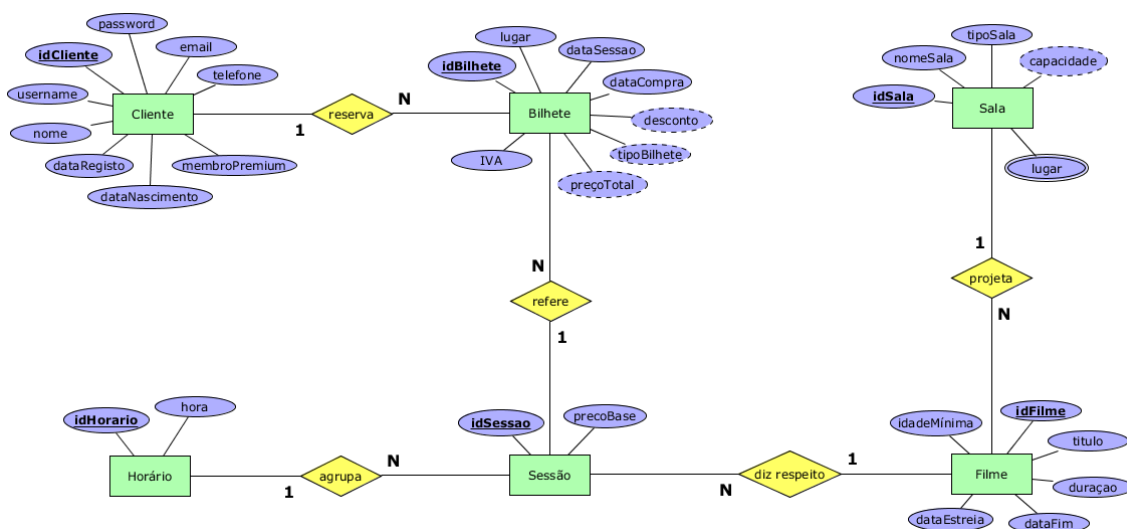 password
email
idCliente
telefone
username
Cliente
nome
dataRegisto
membroPremium
dataNascimento
1
reserva
N
lugar
dataSessao
idBilhete
dataCompra
Bilhete
desconto
tipoBilhete
IVA
preçoTotal
tipoSala
nomeSala
capacidade
idSala
Sala
lugar
N
refere
1
1
projeta
N
idHorario
hora
Horário
1
agrupa
N
idSessao
precoBase
Sessão
N
diz respeito
1
idadeMínima
idFilme
titulo
Filme
duraçao
dataEstreia
dataFim